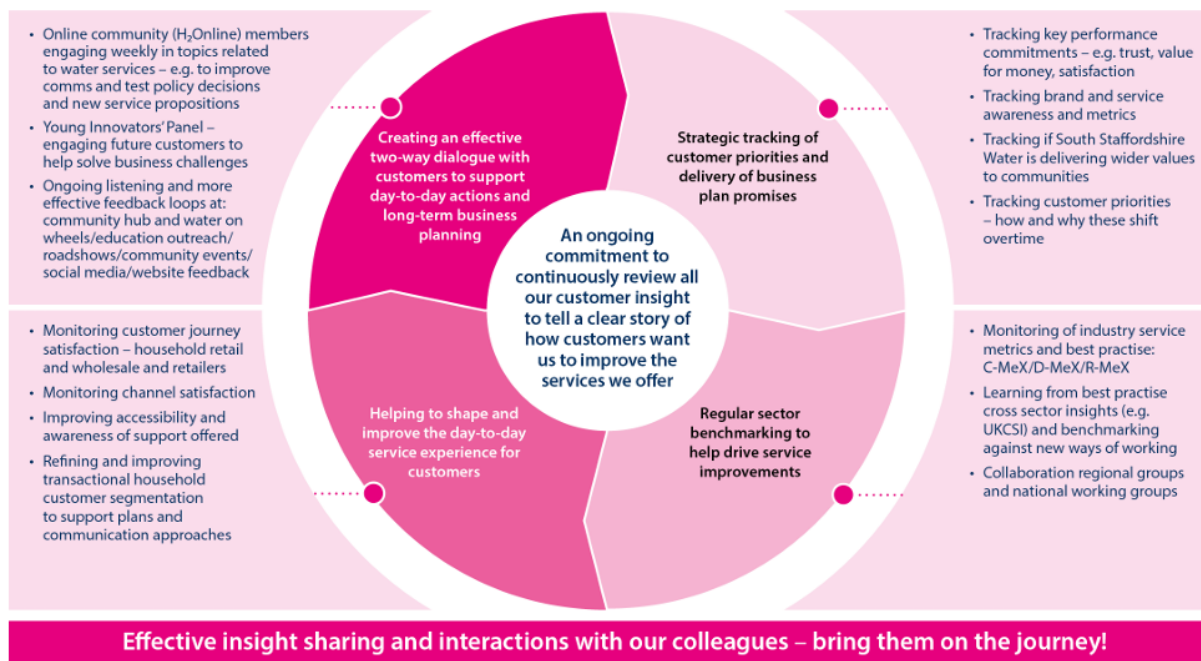 • Online community (H₂Online) members
engaging weekly in topics related
to water services – e.g. to improve
comms and test policy decisions
and new service propositions
• Young Innovators’ Panel –
engaging future customers to
help solve business challenges
• Ongoing listening and more
effective feedback loops at:
community hub and water on
wheels/education outreach/
roadshows/community events/
social media/website feedback
Creating an effective
two-way dialogue with
customers to support
day-to-day actions and
long-term business
planning
Strategic tracking of
customer priorities and
delivery of business
plan promises
• Tracking key performance
commitments – e.g. trust, value
for money, satisfaction
• Tracking brand and service
awareness and metrics
• Tracking if South Staffordshire
Water is delivering wider values
to communities
• Tracking customer priorities
– how and why these shift
overtime
An ongoing
commitment to
continuously review all
our customer insight
to tell a clear story of
how customers want
us to improve the
services we offer
• Monitoring customer journey
satisfaction – household retail
and wholesale and retailers
• Monitoring channel satisfaction
• Improving accessibility and
awareness of support offered
• Refining and improving
transactional household
customer segmentation
to support plans and
communication approaches
Helping to shape and
improve the day-to-day
service experience for
customers
Regular sector
benchmarking to
help drive service
improvements
• Monitoring of industry service
metrics and best practise:
C-MeX/D-MeX/R-MeX
• Learning from best practise
cross sector insights (e.g.
UKCSI) and benchmarking
against new ways of working
• Collaboration regional groups
and national working groups
Effective insight sharing and interactions with our colleagues – bring them on the journey!